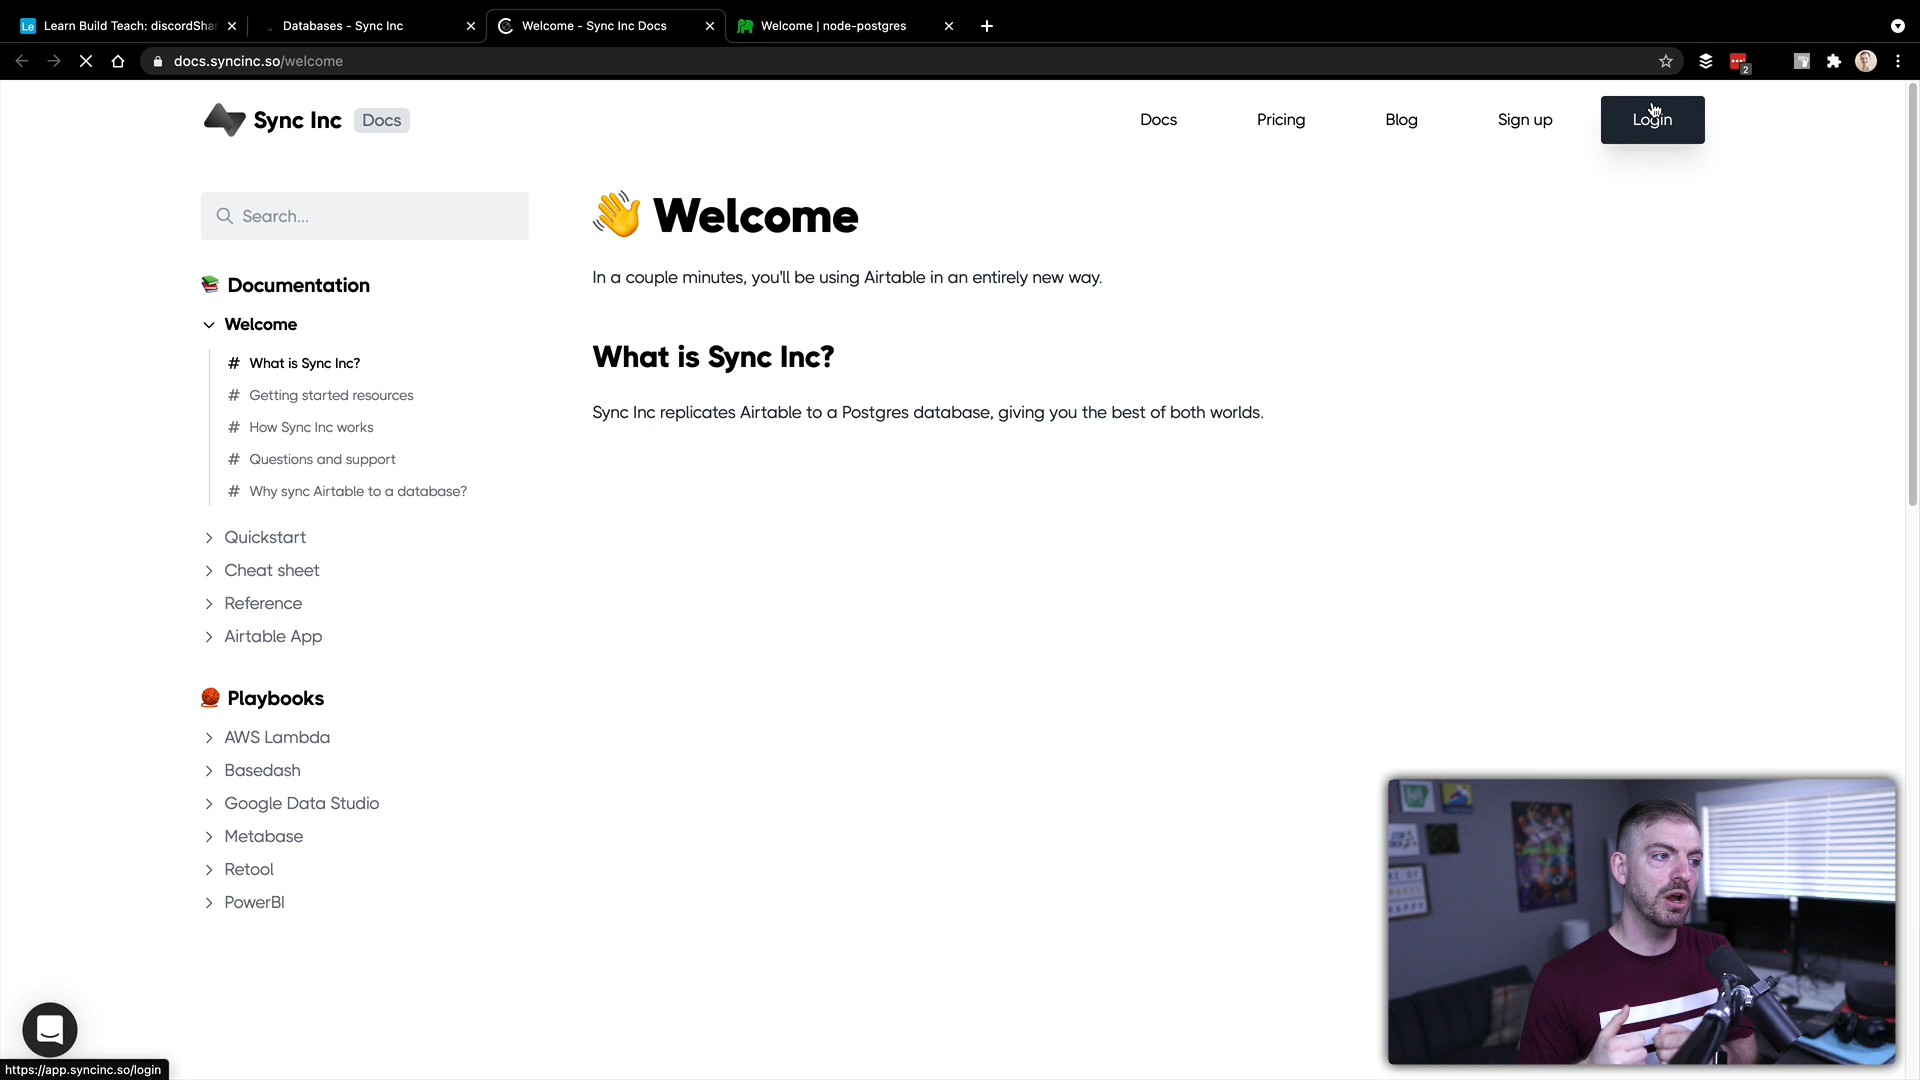 Learn Build Teach: discordShar
Databases - Sync Inc
Welcome - Sync Inc Docs
Welcome | node-postgres
docs.syncinc.so/welcome
2
Sync Inc
Docs
Docs
Pricing
Blog
Sign up
Login
Search...
Documentation
Welcome
# What is Sync Inc?
# Getting started resources
# How Sync Inc works
# Questions and support
# Why sync Airtable to a database?
Quickstart
Cheat sheet
Reference
Airtable App
Playbooks
AWS Lambda
Basedash
Google Data Studio
Metabase
Retool
PowerBI
👋 Welcome
In a couple minutes, you'll be using Airtable in an entirely new way.
What is Sync Inc?
Sync Inc replicates Airtable to a Postgres database, giving you the best of both worlds.
https://app.syncinc.so/login